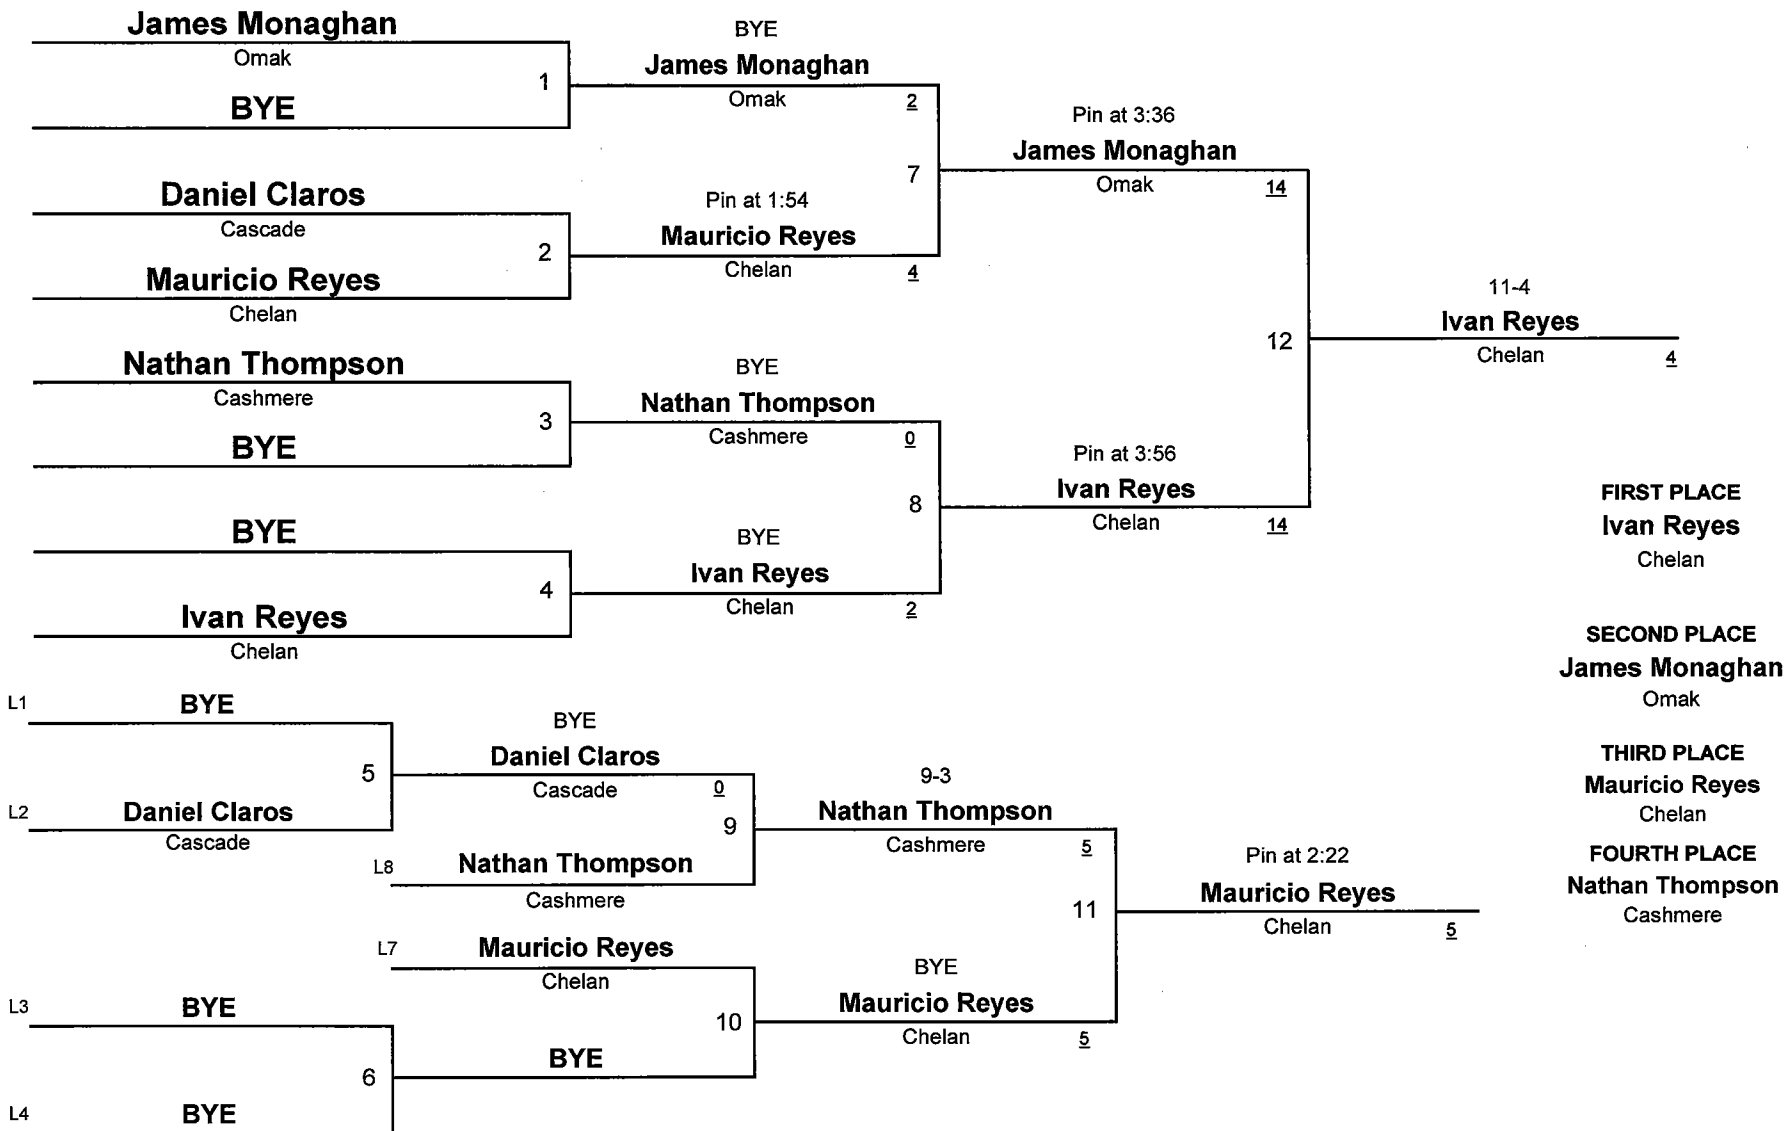 James Monaghan
Omak
1
BYE
Daniel Claros
Cascade
2
Mauricio Reyes
Chelan
Nathan Thompson
Cashmere
3
BYE
BYE
4
Ivan Reyes
Chelan
BYE
James Monaghan
Omak
2
7
Pin at 1:54
Mauricio Reyes
Chelan
4
BYE
Nathan Thompson
Cashmere
0
8
BYE
Ivan Reyes
Chelan
2
Pin at 3:36
James Monaghan
Omak
14
12
Pin at 3:56
Ivan Reyes
Chelan
14
11-4
Ivan Reyes
Chelan
4
FIRST PLACE
Ivan Reyes
Chelan
SECOND PLACE
James Monaghan
Omak
THIRD PLACE
Mauricio Reyes
Chelan
FOURTH PLACE
Nathan Thompson
Cashmere
L1
BYE
5
L2
Daniel Claros
Cascade
BYE
Daniel Claros
Cascade
0
9
L8
Nathan Thompson
Cashmere
L7
Mauricio Reyes
Chelan
10
BYE
L3
BYE
6
L4
BYE
9-3
Nathan Thompson
Cashmere
5
11
BYE
Mauricio Reyes
Chelan
5
Pin at 2:22
Mauricio Reyes
Chelan
5